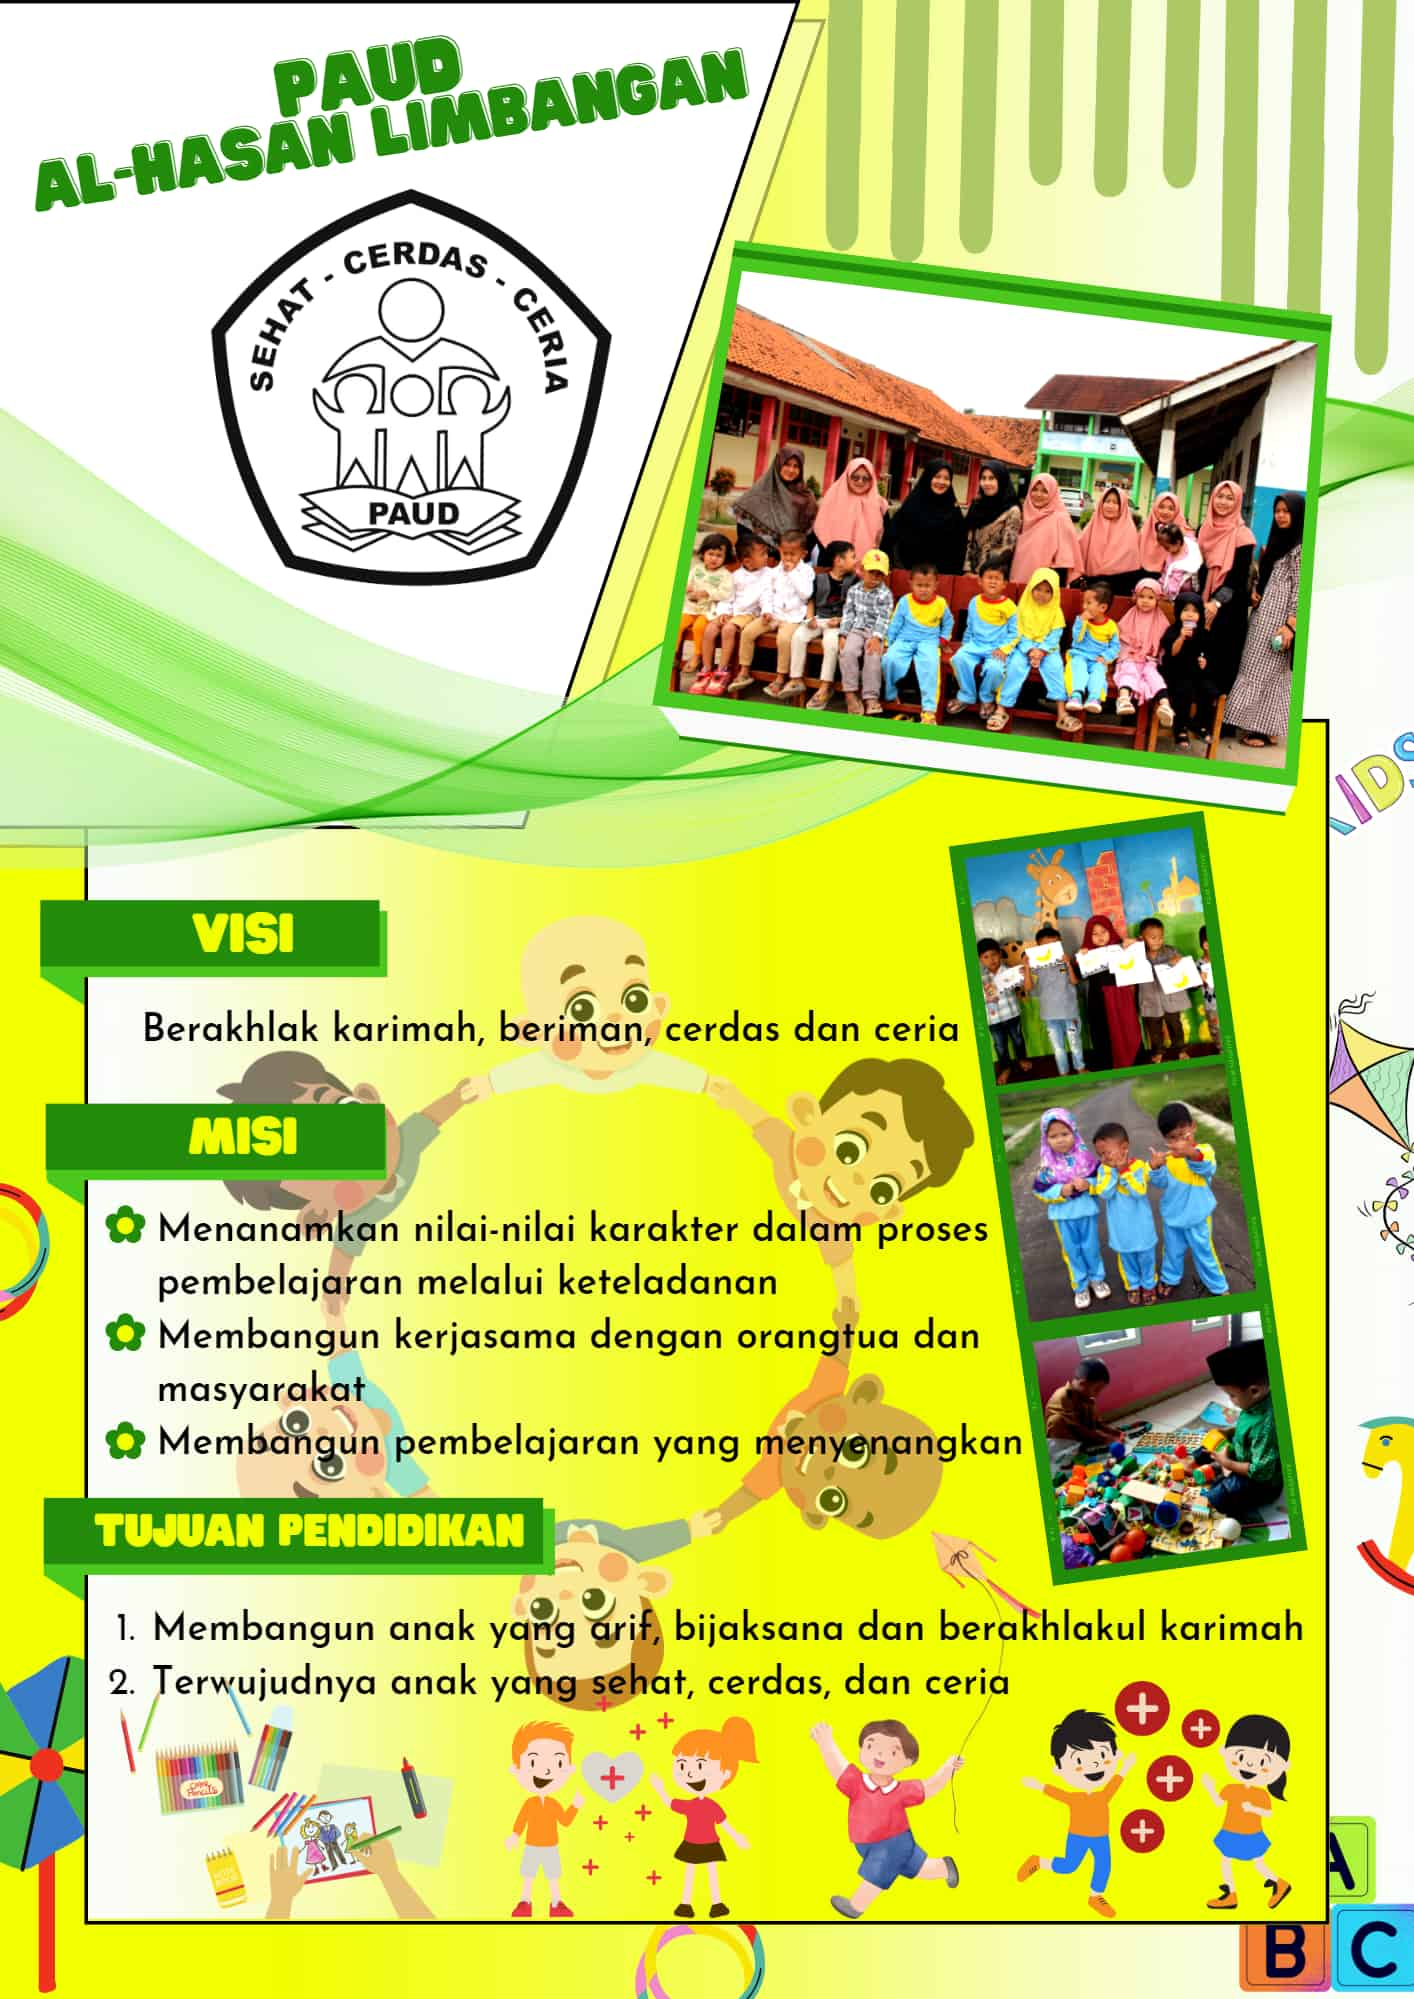 PAUD
AL-HASAN LIMBANGAN
SEHAT - CERDAS - CERIA
PAUD
KIDS
VISI
Berakhlak karimah, beriman, cerdas dan ceria
MISI
Menanamkan nilai-nilai karakter dalam proses
pembelajaran melalui keteladanan
Membangun kerjasama dengan orangtua dan
masyarakat
Membangun pembelajaran yang menyenangkan
TUJUAN PENDIDIKAN
1. Membangun anak yang arif, bijaksana dan berakhlakul karimah
2. Terwujudnya anak yang sehat, cerdas, dan ceria
A
B C